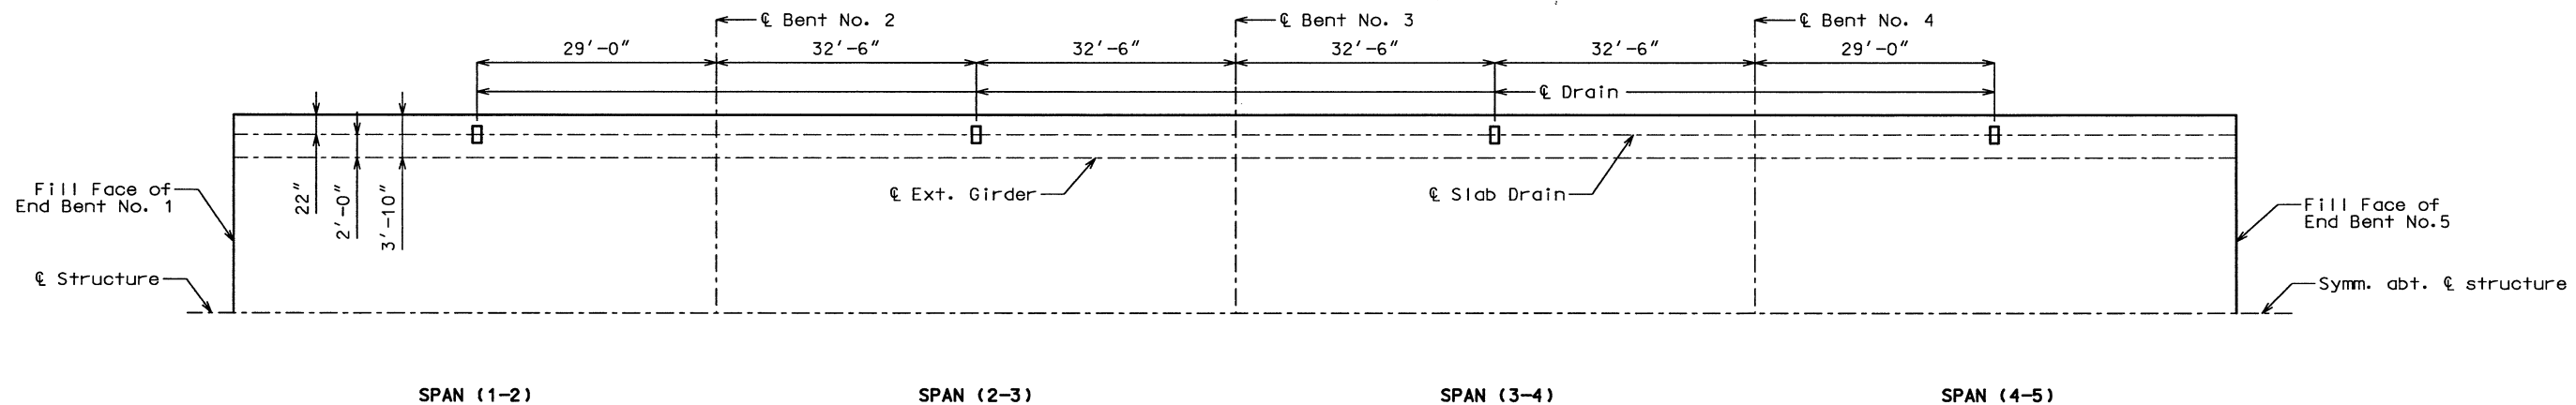 ℄ Bent No. 2
℄ Bent No. 3
℄ Bent No. 4
29'-0"
32'-6"
32'-6"
32'-6"
32'-6"
29'-0"
℄ Drain
22"
2'-0"
3'-10"
Fill Face of
End Bent No. 1
℄ Ext. Girder
℄ Slab Drain
Fill Face of
End Bent No.5
℄ Structure
Symm. abt. ℄ structure
SPAN (1-2)
SPAN (2-3)
SPAN (3-4)
SPAN (4-5)